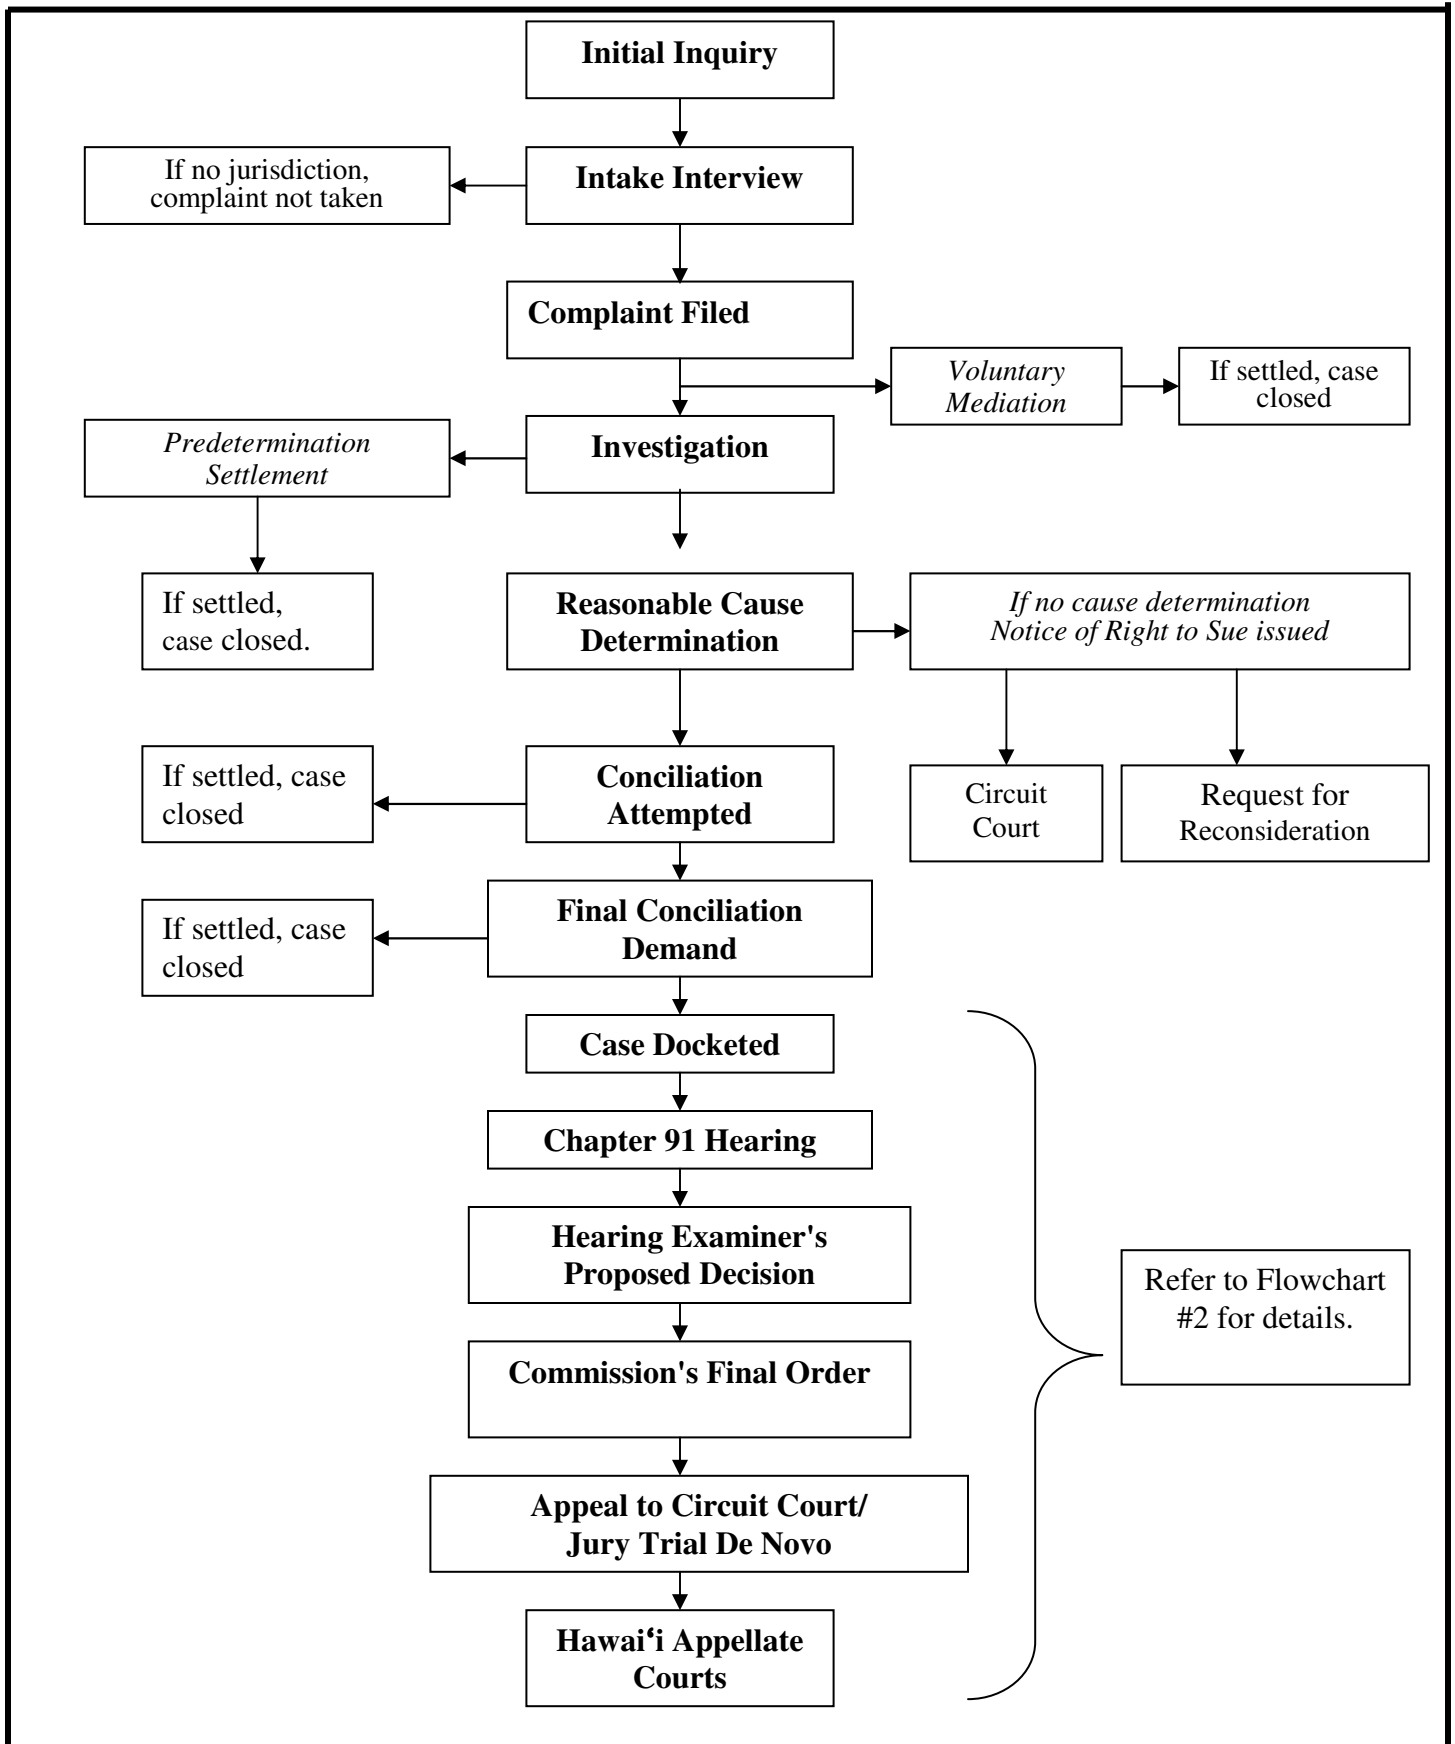 Initial Inquiry
If no jurisdiction,
complaint not taken
Intake Interview
Complaint Filed
Voluntary
Mediation
If settled, case
closed
Predetermination
Settlement
Investigation
If settled,
case closed.
Reasonable Cause
Determination
If no cause determination
Notice of Right to Sue issued
If settled, case
closed
Conciliation
Attempted
Circuit
Court
Request for
Reconsideration
If settled, case
closed
Final Conciliation
Demand
Case Docketed
Chapter 91 Hearing
Hearing Examiner's
Proposed Decision
Refer to Flowchart
#2 for details.
Commission's Final Order
Appeal to Circuit Court/
Jury Trial De Novo
Hawaiʻi Appellate
Courts